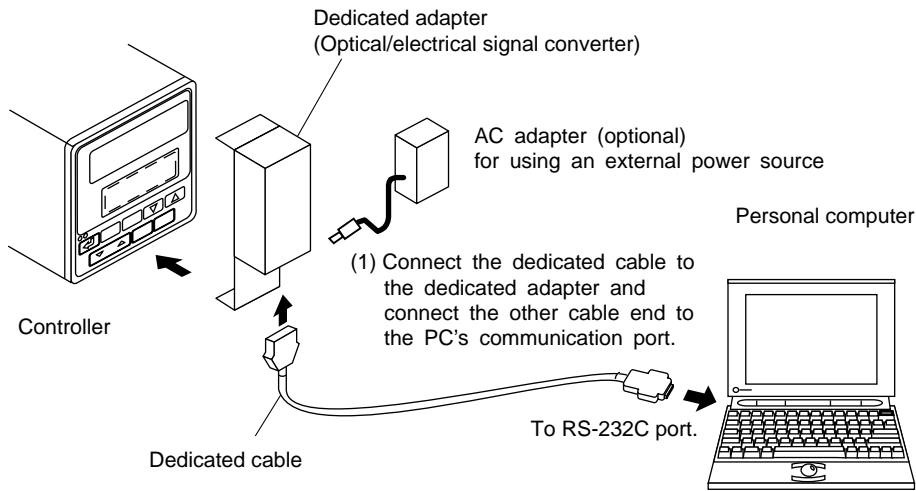 Dedicated adapter
(Optical/electrical signal converter)
AC adapter (optional)
for using an external power source
Personal computer
(1) Connect the dedicated cable to
the dedicated adapter and
connect the other cable end to
the PC's communication port.
Controller
To RS-232C port.
Dedicated cable